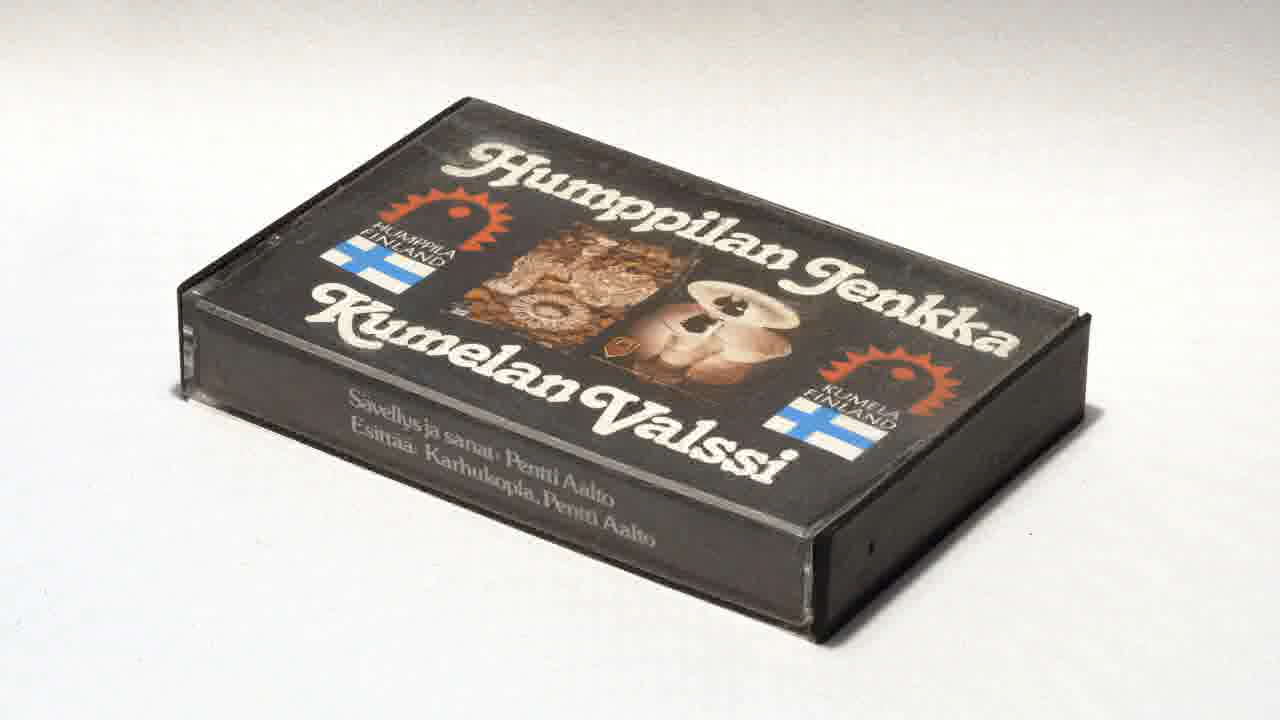 Humppilan Jenkka
HUMPPILA
FINLAND
KUMELA
FINLAND
Kumelan Valssi
Sävellys ja sanat: Pentti Aalto
Esittää: Karhukopla, Pentti Aalto